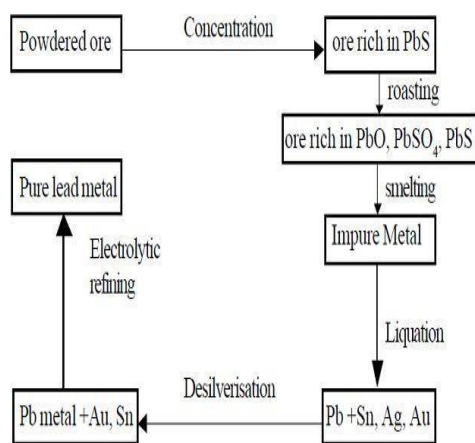 Powdered ore
Concentration
ore rich in PbS
roasting
ore rich in PbO, PbSO₄, PbS
smelting
Impure Metal
Liquation
Pb +Sn, Ag, Au
Desilverisation
Pb metal +Au, Sn
Electrolytic
refining
Pure lead metal